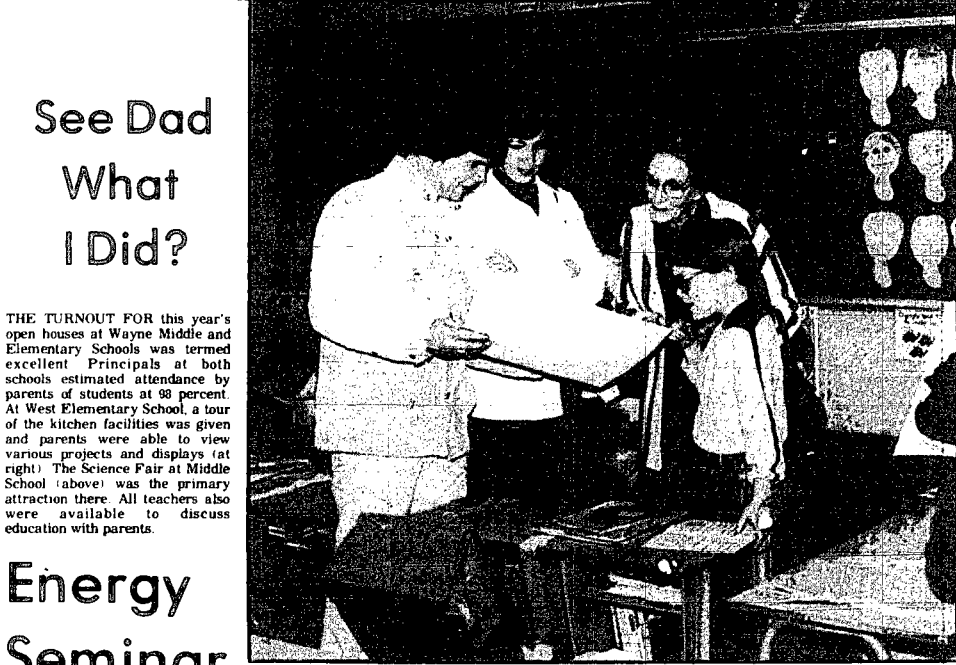 See Dad
What
I Did?
THE TURNOUT FOR this year's
open houses at Wayne Middle and
Elementary Schools was termed
excellent Principals at both
schools estimated attendance by
parents of students at 98 percent.
At West Elementary School, a tour
of the kitchen facilities was given
and parents were able to view
various projects and displays (at
right) The Science Fair at Middle
School (above) was the primary
attraction there. All teachers also
were available to discuss
education with parents.
Energy
Seminar